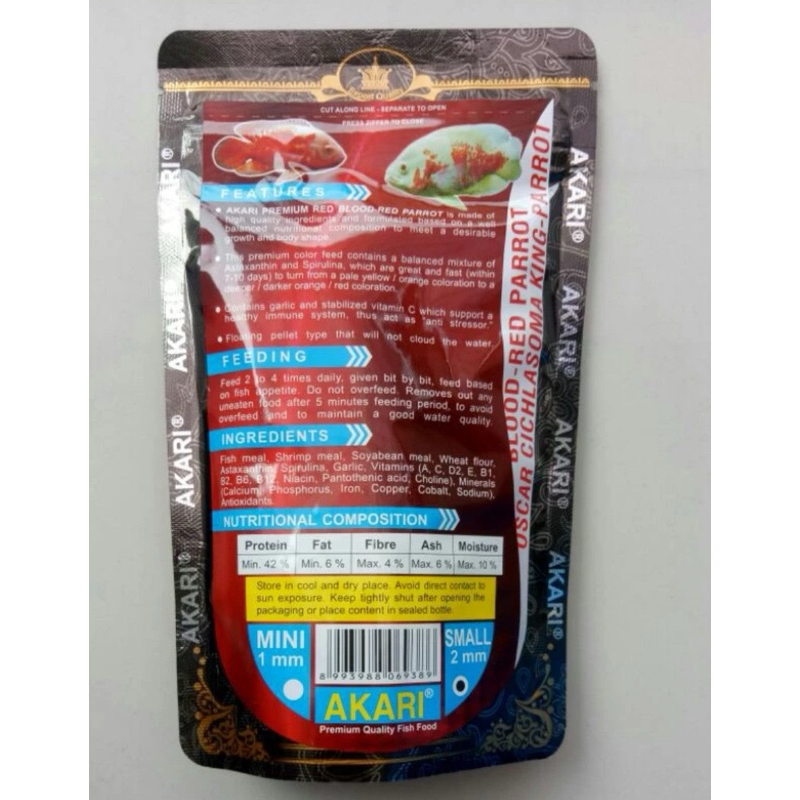 Export Quality
CUT ALONG LINE - SEPARATE TO OPEN
PRESS ZIPPER TO CLOSE
FEATURES
• AKARI PREMIUM RED BLOOD-RED PARROT is made of
high quality ingredients and formulated based on a well
balanced nutritional composition to meet a desirable
growth and body shape.
• This premium color feed contains a balanced mixture of
Astaxanthin and Spirulina, which are great and fast (within
7-10 days) to turn from a pale yellow / orange coloration to a
deeper / darker orange / red coloration.
• Contains garlic and stabilized vitamin C which support a
healthy immune system, thus act as "anti stressor."
• Floating pellet type that will not cloud the water.
FEEDING
Feed 2 to 4 times daily, given bit by bit, feed based
on fish appetite. Do not overfeed. Removes out any
uneaten food after 5 minutes feeding period, to avoid
overfeed and to maintain a good water quality.
INGREDIENTS
Fish meal, Shrimp meal, Soyabean meal, Wheat flour,
Astaxanthin, Spirulina, Garlic, Vitamins (A, C, D2, E, B1,
B2, B6, B12, Niacin, Pantothenic acid, Choline), Minerals
(Calcium, Phosphorus, Iron, Copper, Cobalt, Sodium),
Antioxidants.
NUTRITIONAL COMPOSITION
Protein Fat Fibre Ash Moisture
Min. 42 % Min. 6 % Max. 4 % Max. 6 % Max. 10 %
Store in cool and dry place. Avoid direct contact to
sun exposure. Keep tightly shut after opening the
packaging or place content in sealed bottle.
MINI
1 mm
SMALL
2 mm
8 993988 069389
AKARI®
Premium Quality Fish Food
BLOOD-RED PARROT
OSCAR CICHLASOMA KING-PARROT
AKARI®
AKARI®
AKARI®
AKARI®
AKARI®
AKARI®
AKARI®
AKARI®